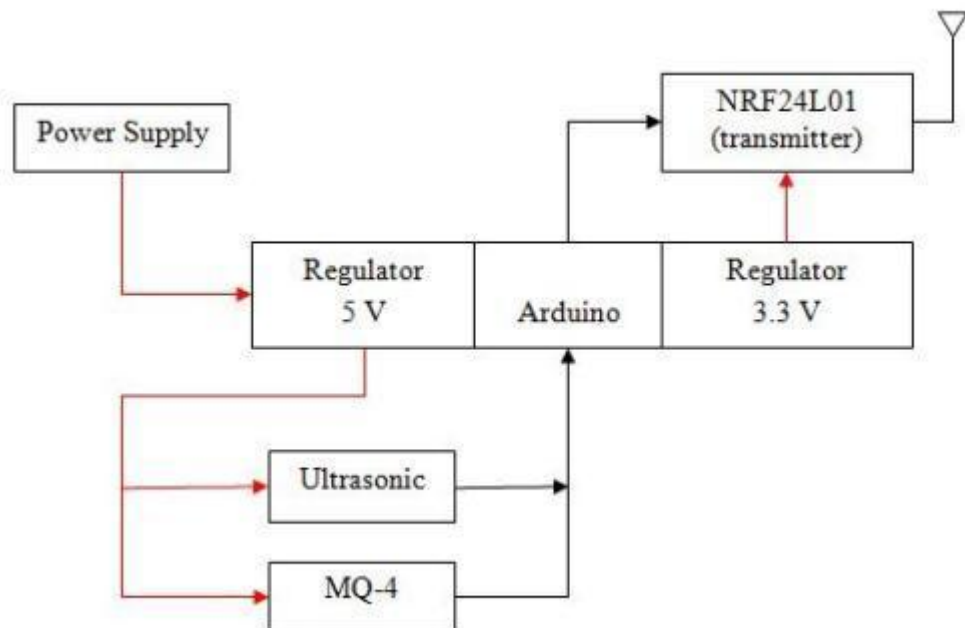 NRF24L01
(transmitter)
Power Supply
Regulator
5 V
Arduino
Regulator
3.3 V
Ultrasonic
MQ-4